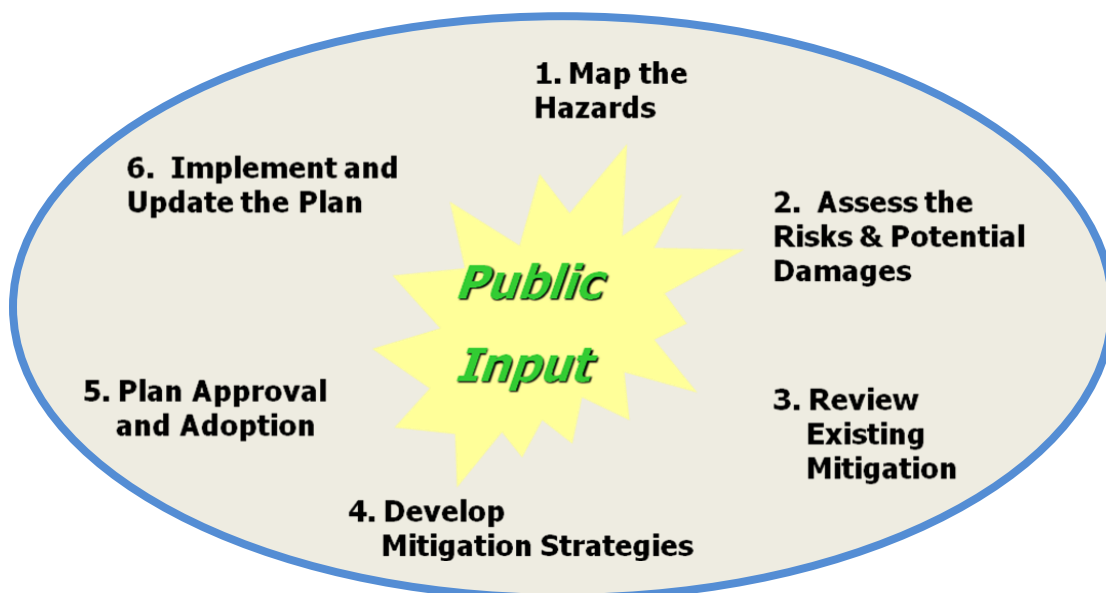 1. Map the
Hazards
2.  Assess the
Risks & Potential
Damages
3. Review
Existing
Mitigation
4. Develop
Mitigation Strategies
5. Plan Approval
and Adoption
6.  Implement and
Update the Plan
Public
Input